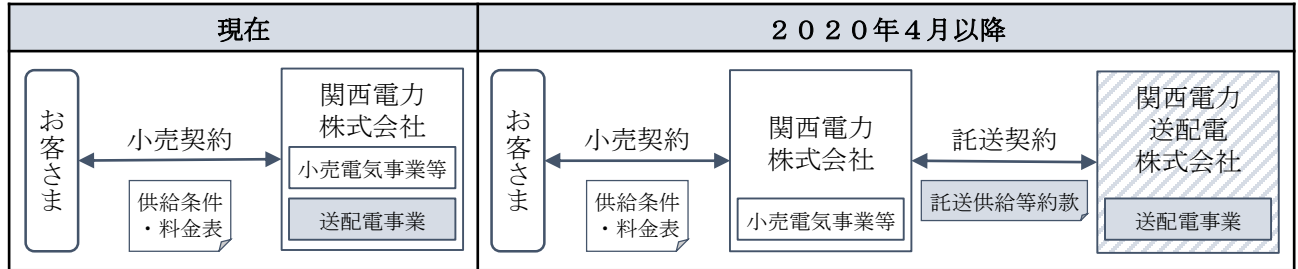 現在
お客さま
小売契約
供給条件
・料金表
関西電力
株式会社
小売電気事業等
送配電事業
２０２０年４月以降
お客さま
小売契約
供給条件
・料金表
関西電力
株式会社
小売電気事業等
託送契約
託送供給等約款
関西電力
送配電
株式会社
送配電事業